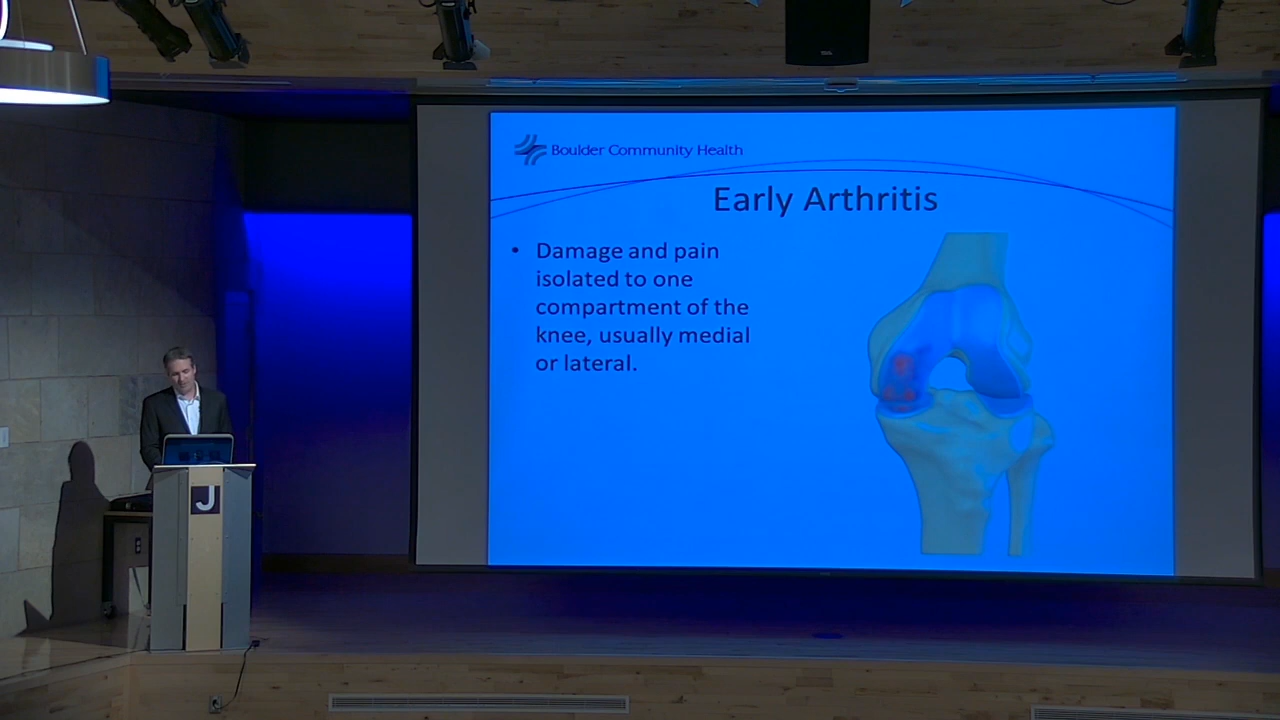 Boulder Community Health
Early Arthritis
• Damage and pain
isolated to one
compartment of the
knee, usually medial
or lateral.
J